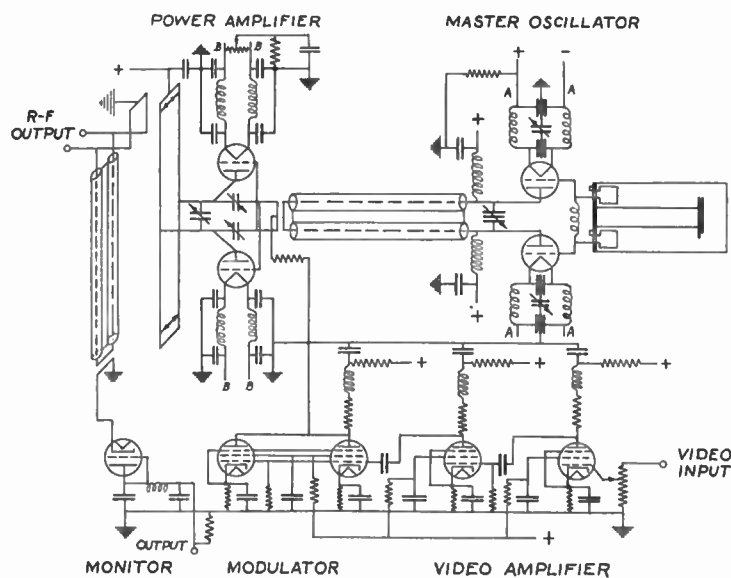 POWER AMPLIFIER
MASTER OSCILLATOR
B
B
+
+
-
A
A
R-F
OUTPUT
+
+
A
A
B
B
+
+
+
VIDEO
INPUT
OUTPUT
+
MONITOR
MODULATOR
VIDEO AMPLIFIER